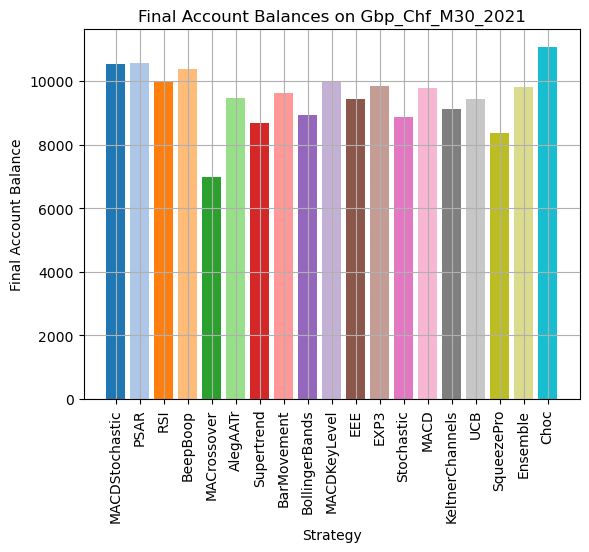 Final Account Balances on Gbp_Chf_M30_2021
Final Account Balance
10000
8000
6000
4000
2000
0
MACDStochastic
PSAR
RSI
BeepBoop
MACrossover
AlegAATr
Supertrend
BarMovement
BollingerBands
MACDKeyLevel
EEE
EXP3
Stochastic
MACD
KeltnerChannels
UCB
SqueezePro
Ensemble
Choc
Strategy